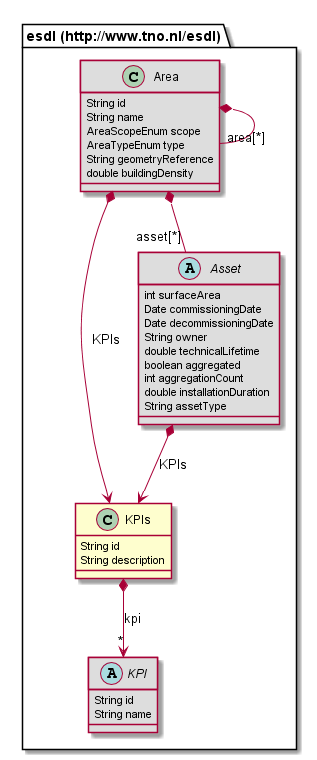 esdl (http://www.tno.nl/esdl)
C Area
String id
String name
AreaScopeEnum scope
AreaTypeEnum type
String geometryReference
double buildingDensity
area[*]
asset[*]
A Asset
int surfaceArea
Date commissioningDate
Date decommissioningDate
String owner
double technicalLifetime
boolean aggregated
int aggregationCount
double installationDuration
String assetType
KPIs
KPIs
C KPIs
String id
String description
kpi
*
A KPI
String id
String name